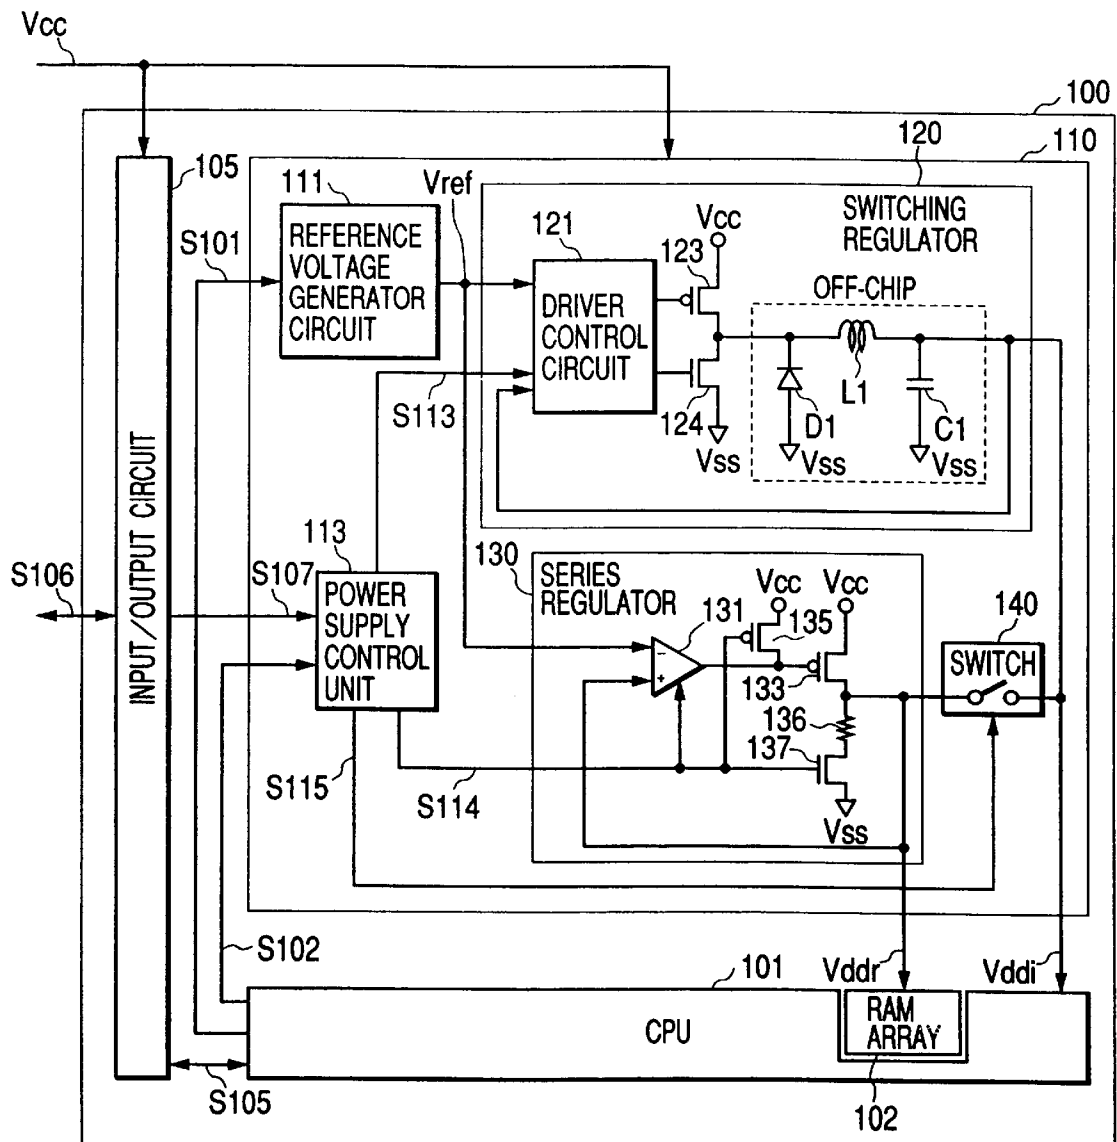 Vcc
100
110
120
105
111
Vref
SWITCHING
REGULATOR
S101
REFERENCE
VOLTAGE
GENERATOR
CIRCUIT
121
DRIVER
CONTROL
CIRCUIT
Vcc
123
OFF-CHIP
L1
D1
C1
124
Vss
Vss
Vss
S113
INPUT/OUTPUT CIRCUIT
113
POWER
SUPPLY
CONTROL
UNIT
S106
S107
130
SERIES
REGULATOR
131
−
+
Vcc
Vcc
135
133
136
137
Vss
140
SWITCH
S115
S114
S102
Vddr
Vddi
101
CPU
RAM
ARRAY
S105
102